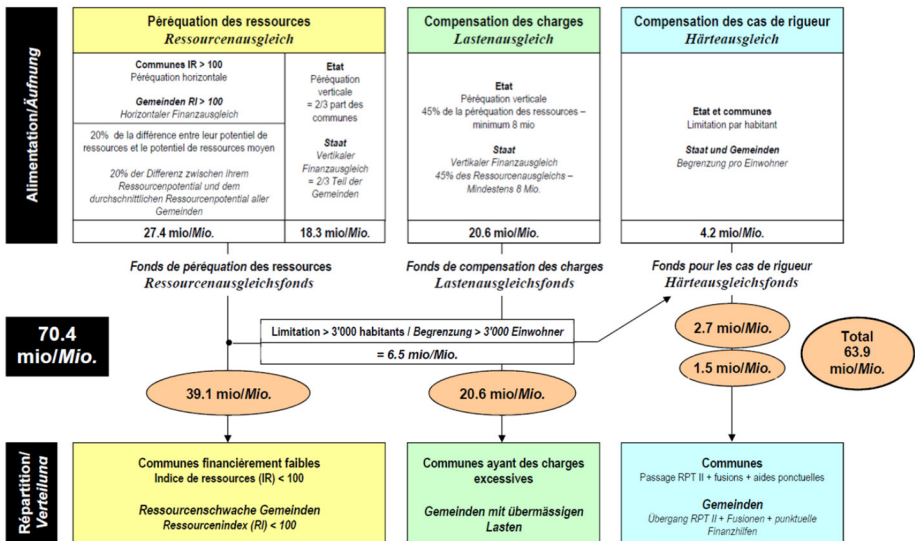 Alimentation/Äufnung
Péréquation des ressources
Ressourcenausgleich
Communes IR > 100
Péréquation horizontale
Gemeinden RI > 100
Horizontaler Finanzausgleich
20% de la différence entre leur potentiel de
ressources et le potentiel de ressources moyen
20% der Differenz zwischen ihrem
Ressourcenpotential und dem
durchschnittlichen Ressourcenpotential aller
Gemeinden
27.4 mio/Mio.
Etat
Péréquation
verticale
= 2/3 part des
communes
Staat
Vertikaler
Finanzausgleich
= 2/3 Teil der
Gemeinden
18.3 mio/Mio.
Compensation des charges
Lastenausgleich
Etat
Péréquation verticale
45% de la péréquation des ressources –
minimum 8 mio
Staat
Vertikaler Finanzausgleich
45% des Ressourcenausgleichs –
Mindestens 8 Mio.
20.6 mio/Mio.
Compensation des cas de rigueur
Härteausgleich
Etat et communes
Limitation par habitant
Staat und Gemeinden
Begrenzung pro Einwohner
4.2 mio/Mio.
Fonds de péréquation des ressources
Ressourcenausgleichsfonds
Fonds de compensation des charges
Lastenausgleichsfonds
Fonds pour les cas de rigueur
Härteausgleichsfonds
70.4
mio/Mio.
Limitation > 3'000 habitants / Begrenzung > 3'000 Einwohner
= 6.5 mio/Mio.
2.7 mio/Mio.
1.5 mio/Mio.
Total
63.9
mio/Mio.
39.1 mio/Mio.
20.6 mio/Mio.
Répartition/
Verteilung
Communes financièrement faibles
Indice de ressources (IR) < 100
Ressourcenschwache Gemeinden
Ressourcenindex (RI) < 100
Communes ayant des charges
excessives
Gemeinden mit übermässigen
Lasten
Communes
Passage RPT II + fusions + aides ponctuelles
Gemeinden
Übergang RPT II + Fusionen + punktuelle
Finanzhilfen